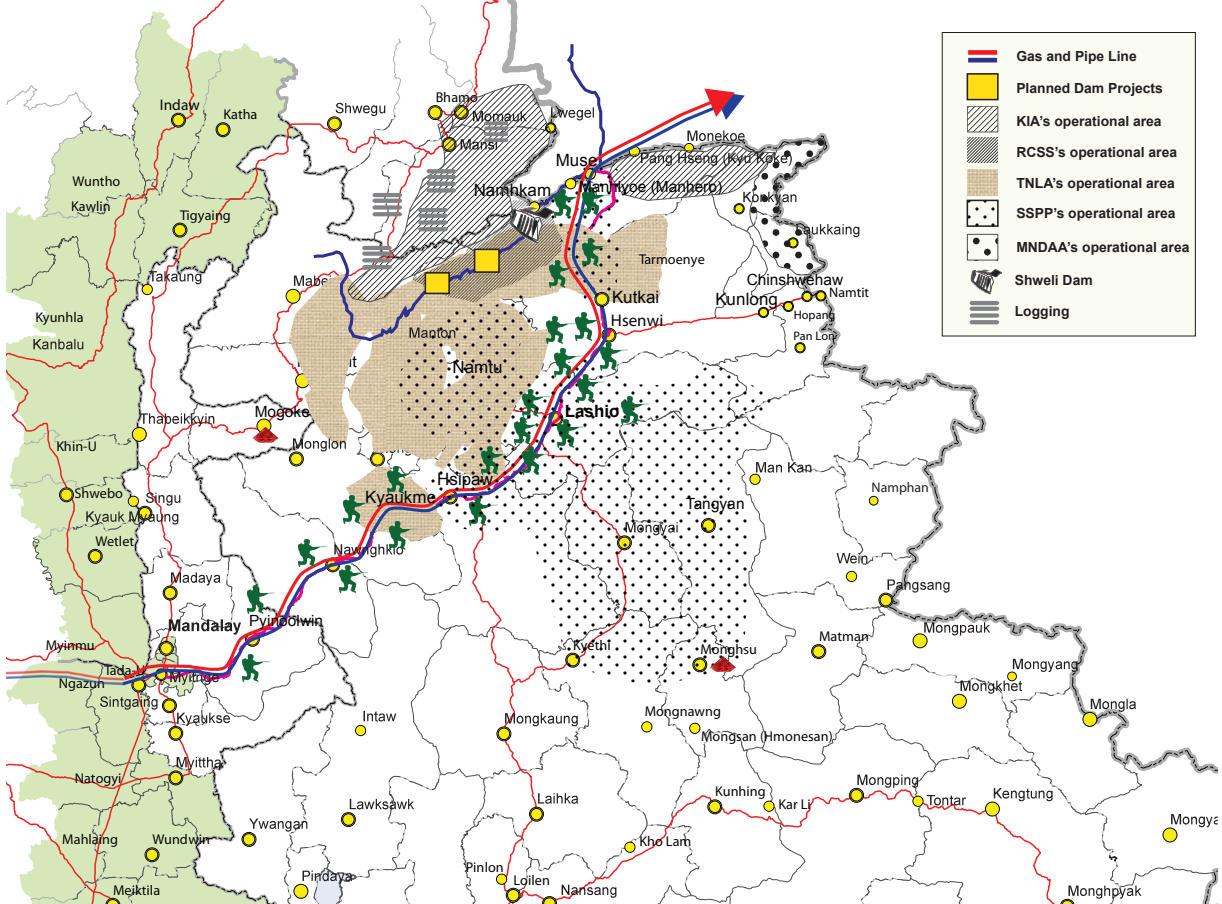 Gas and Pipe Line
Planned Dam Projects
KIA's operational area
RCSS's operational area
TNLA's operational area
SSPP's operational area
MNDAA's operational area
Shweli Dam
Logging
Indaw
Katha
Shwegu
Bhamo
Momauk
Mansi
Lwegel
Monekoe
Pang Hseng (Kyu Koke)
Muse
Manhlyoe (Manhero)
Namhkam
Konkyan
Wuntho
Kawlin
Tigyaing
Laukkaing
Tarmoenye
Takaung
Chinshwehaw
Kutkai
Kunlong
Namtit
Hopang
Hsenwi
Pan Lon
Kyunhla
Kanbalu
Manton
Namtu
Mogoke
Lashio
Thabeikkyin
Khin-U
Monglon
Man Kan
Hsipaw
Namphan
Shwebo
Singu
Kyaukme
Kyauk Myaung
Tangyan
Mongyai
Wetlet
Nawnghkio
Wein
Madaya
Pangsang
Mandalay
Pyinoolwin
Mongpauk
Matman
Myinmu
Kyethi
Monghsu
Mongyang
Ngazun
Myitnge
Mongkhet
Sintgaing
Mongla
Kyaukse
Intaw
Mongkaung
Mongnawng
Mongsan (Hmonesan)
Myittha
Natogyi
Mongping
Kunhing
Kar Li
Tontar
Kengtung
Laihka
Lawksawk
Ywangan
Mahlaing
Wundwin
Kho Lam
Pinlon
Loilen
Pindaya
Meiktila
Nansang
Monghpyak